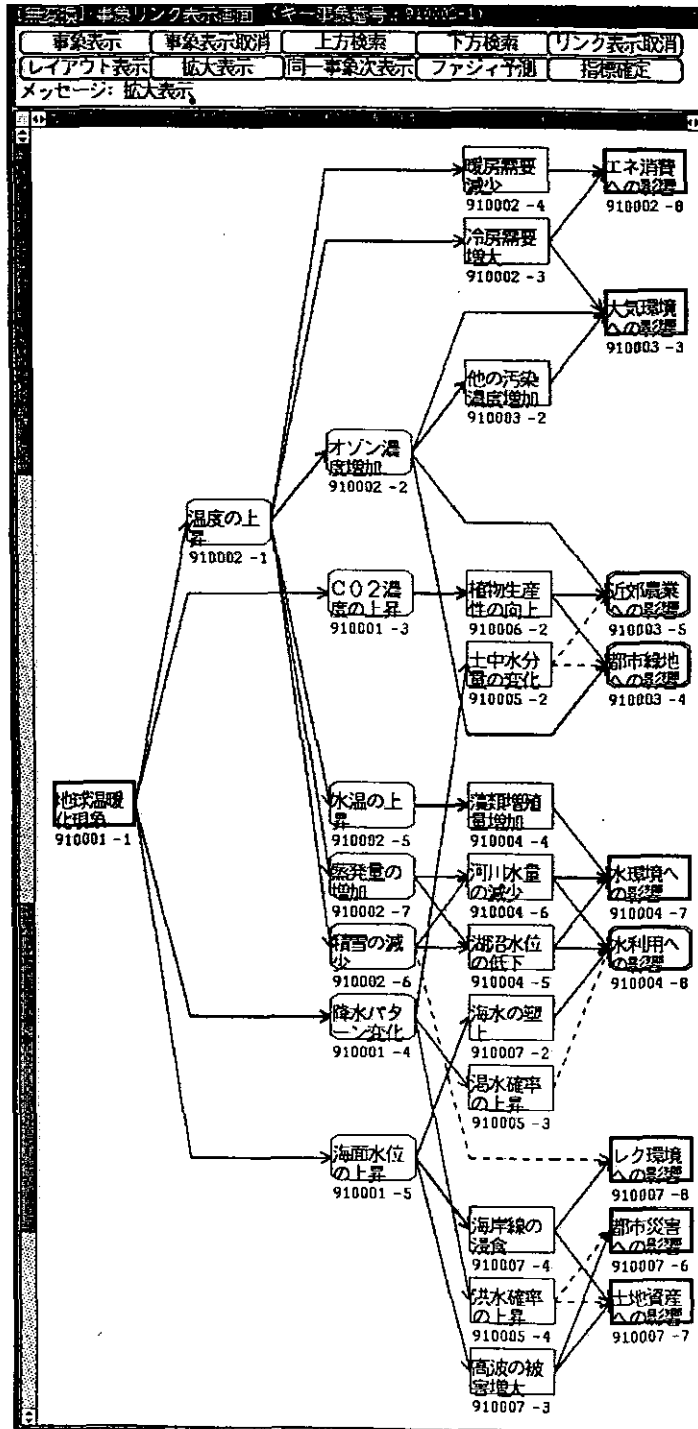 [無変換] 事象リンク表示画面 (キー事象番号：910002-1)
事象表示 事象表示取消 上方検索 下方検索 リンク表示取消
レイアウト表示 拡大表示 同一事象次表示 ファジィ予測 指標確定
メッセージ：拡大表示
暖房需要
減少
910002 -4
エネ消費
への影響
910002 -8
冷房需要
増大
910002 -3
大気環境
への影響
910003 -3
他の汚染
濃度増加
910003 -2
オゾン濃
度増加
910002 -2
温度の上
昇
910002 -1
CO2濃
度の上昇
910001 -3
植物生産
性の向上
910006 -2
近郊農業
への影響
910003 -5
土中水分
量の変化
910005 -2
都市緑地
への影響
910003 -4
地球温暖
化現象
910001 -1
水温の上
昇
910002 -5
藻類増殖
量増加
910004 -4
蒸発量の
増加
910002 -7
河川水量
の減少
910004 -6
水環境へ
の影響
910004 -7
積雪の減
少
910002 -6
湖沼水位
の低下
910004 -5
水利用へ
の影響
910004 -8
降水パタ
ーン変化
910001 -4
海水の塑
上
910007 -2
渇水確率
の上昇
910005 -3
海面水位
の上昇
910001 -5
レク環境
への影響
910007 -8
海岸線の
浸食
910007 -4
都市災害
への影響
910007 -6
洪水確率
の上昇
910005 -4
土地資産
への影響
910007 -7
高波の被
害増大
910007 -3